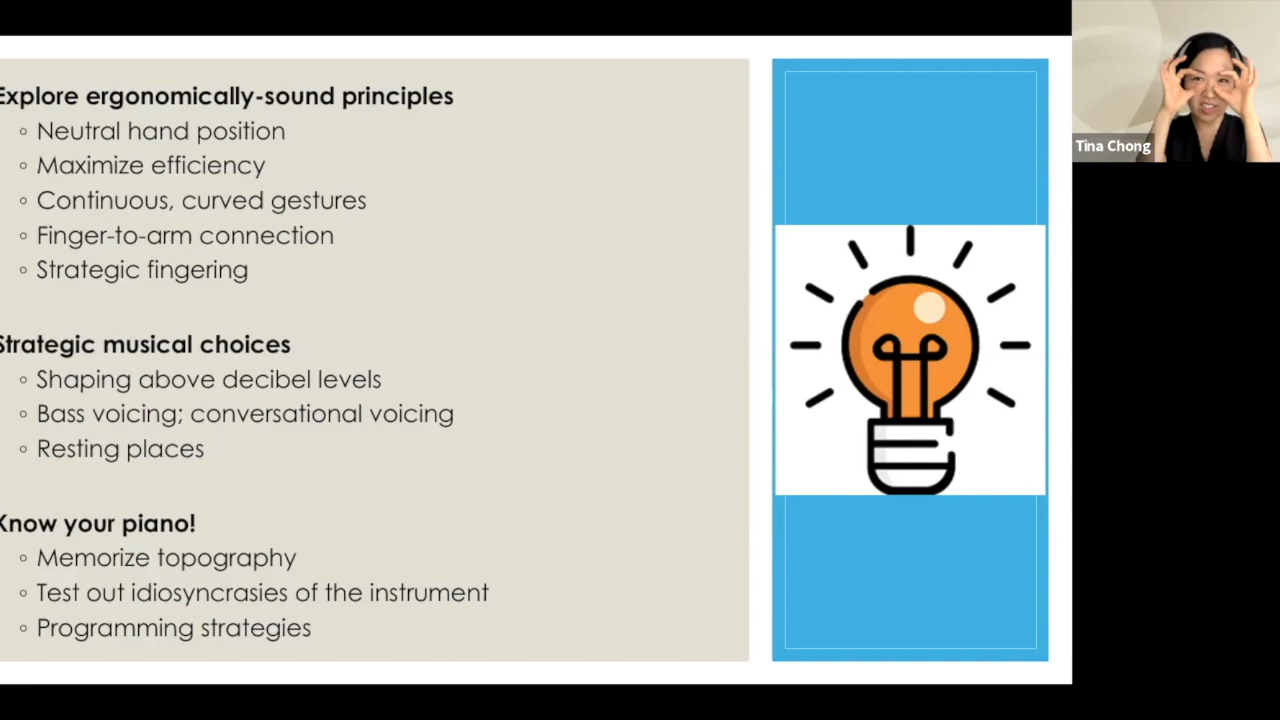 Explore ergonomically-sound principles
◦ Neutral hand position
◦ Maximize efficiency
◦ Continuous, curved gestures
◦ Finger-to-arm connection
◦ Strategic fingering
Strategic musical choices
◦ Shaping above decibel levels
◦ Bass voicing; conversational voicing
◦ Resting places
Know your piano!
◦ Memorize topography
◦ Test out idiosyncrasies of the instrument
◦ Programming strategies
Tina Chong